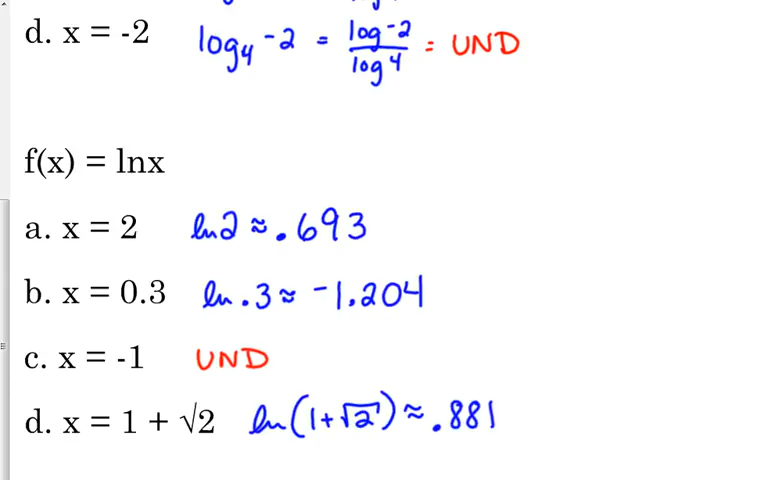 d. x = -2 log₄ -2 = log -2 / log 4 = UND
f(x) = lnx
a. x = 2 ln2 ≈ .693
b. x = 0.3 ln .3 ≈ -1.204
c. x = -1 UND
d. x = 1 + √2 ln(1+√2) ≈ .881